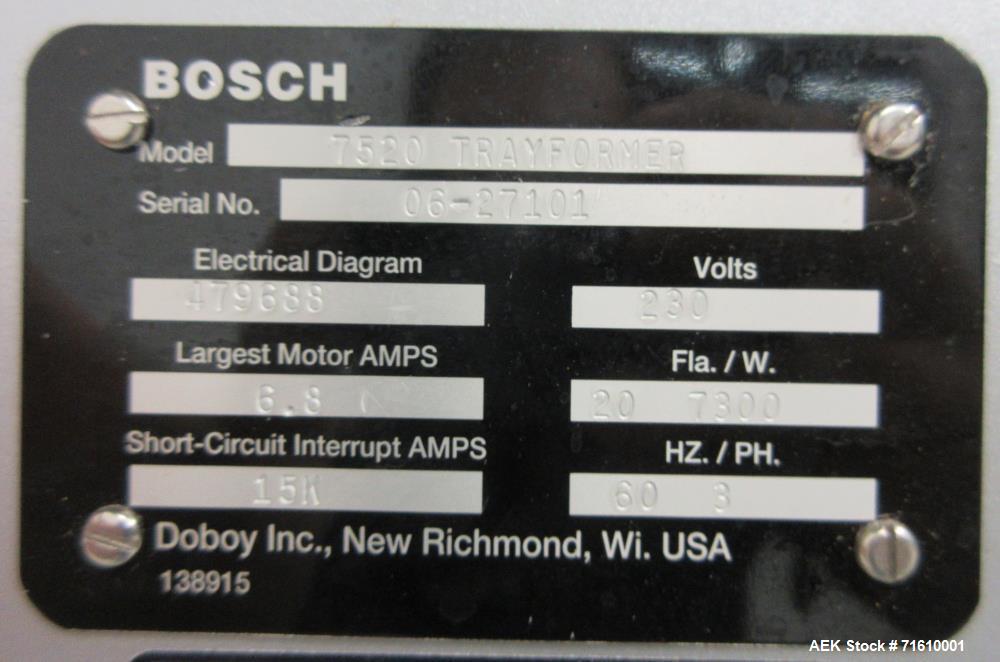 BOSCH
Model 7520 TRAYFORMER
Serial No. 06-27101
Electrical Diagram Volts
479688 230
Largest Motor AMPS Fla. / W.
6.8 20 7300
Short-Circuit Interrupt AMPS HZ. / PH.
15K 60 3
Doboy Inc., New Richmond, Wi. USA
138915
AEK Stock # 71610001